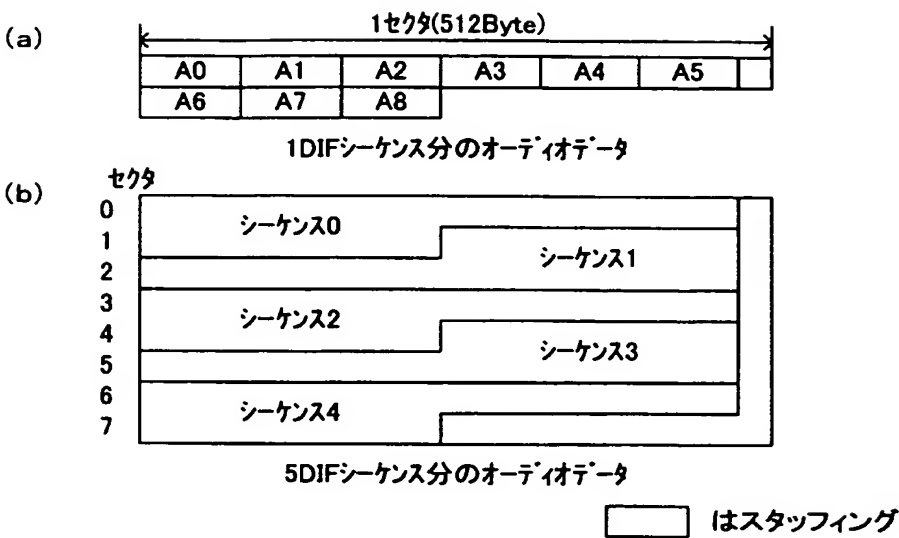 (a)
1セクタ(512Byte)
A0 A1 A2 A3 A4 A5
A6 A7 A8
1DIFシーケンス分のオーディオデータ
(b)
セクタ
0
シーケンス0
1
シーケンス1
2
3
シーケンス2
4
シーケンス3
5
6
シーケンス4
7
5DIFシーケンス分のオーディオデータ
はスタッフィング